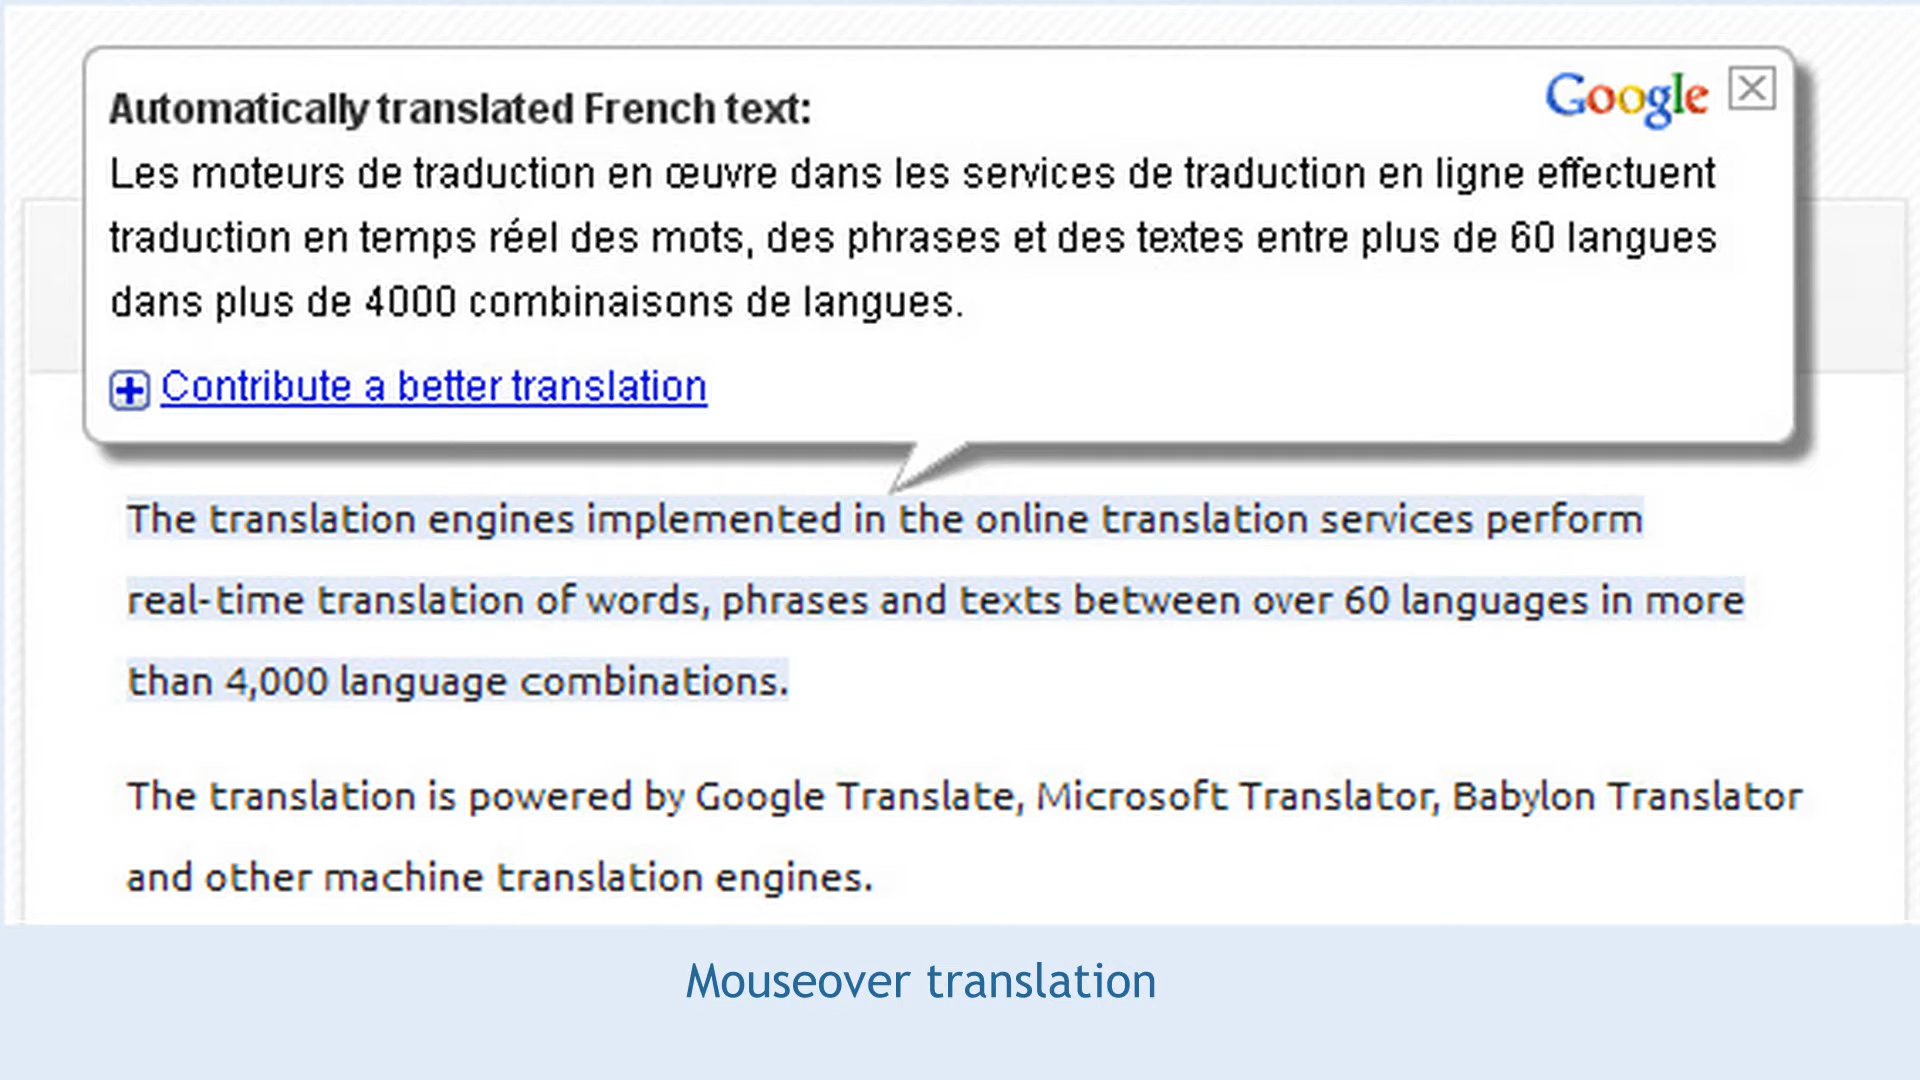 Automatically translated French text:
Google
Les moteurs de traduction en œuvre dans les services de traduction en ligne effectuent
traduction en temps réel des mots, des phrases et des textes entre plus de 60 langues
dans plus de 4000 combinaisons de langues.
Contribute a better translation
The translation engines implemented in the online translation services perform
real-time translation of words, phrases and texts between over 60 languages in more
than 4,000 language combinations.
The translation is powered by Google Translate, Microsoft Translator, Babylon Translator
and other machine translation engines.
Mouseover translation